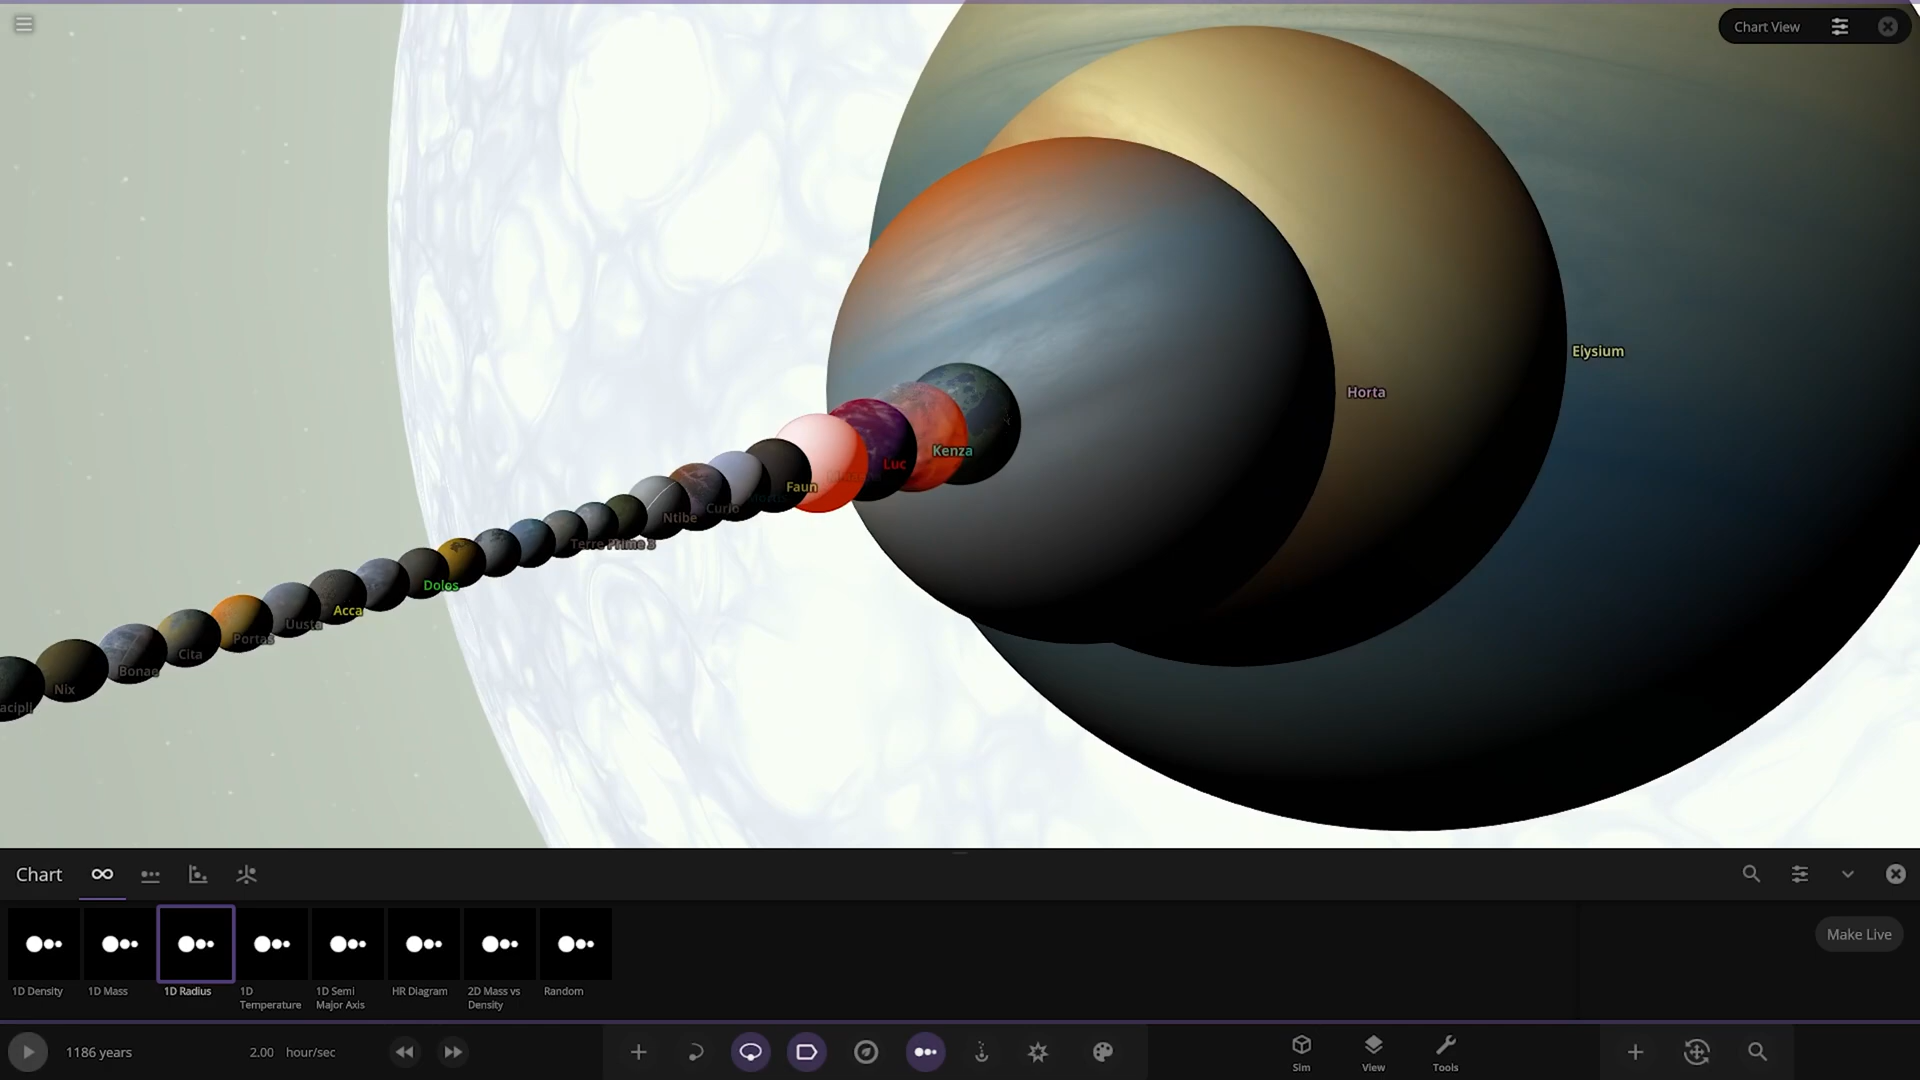 Chart View
Elysium
Horta
Kenza
Luc
Faun
Curio
Ntibe
Terre Prime 3
Dolos
Acca
Uusta
Portas
Cita
Bonae
Nix
Chart
Make Live
1D Density
1D Mass
1D Radius
1D
Temperature
1D Semi
Major Axis
HR Diagram
2D Mass vs
Density
Random
1186 years
2.00 hour/sec
Sim
View
Tools